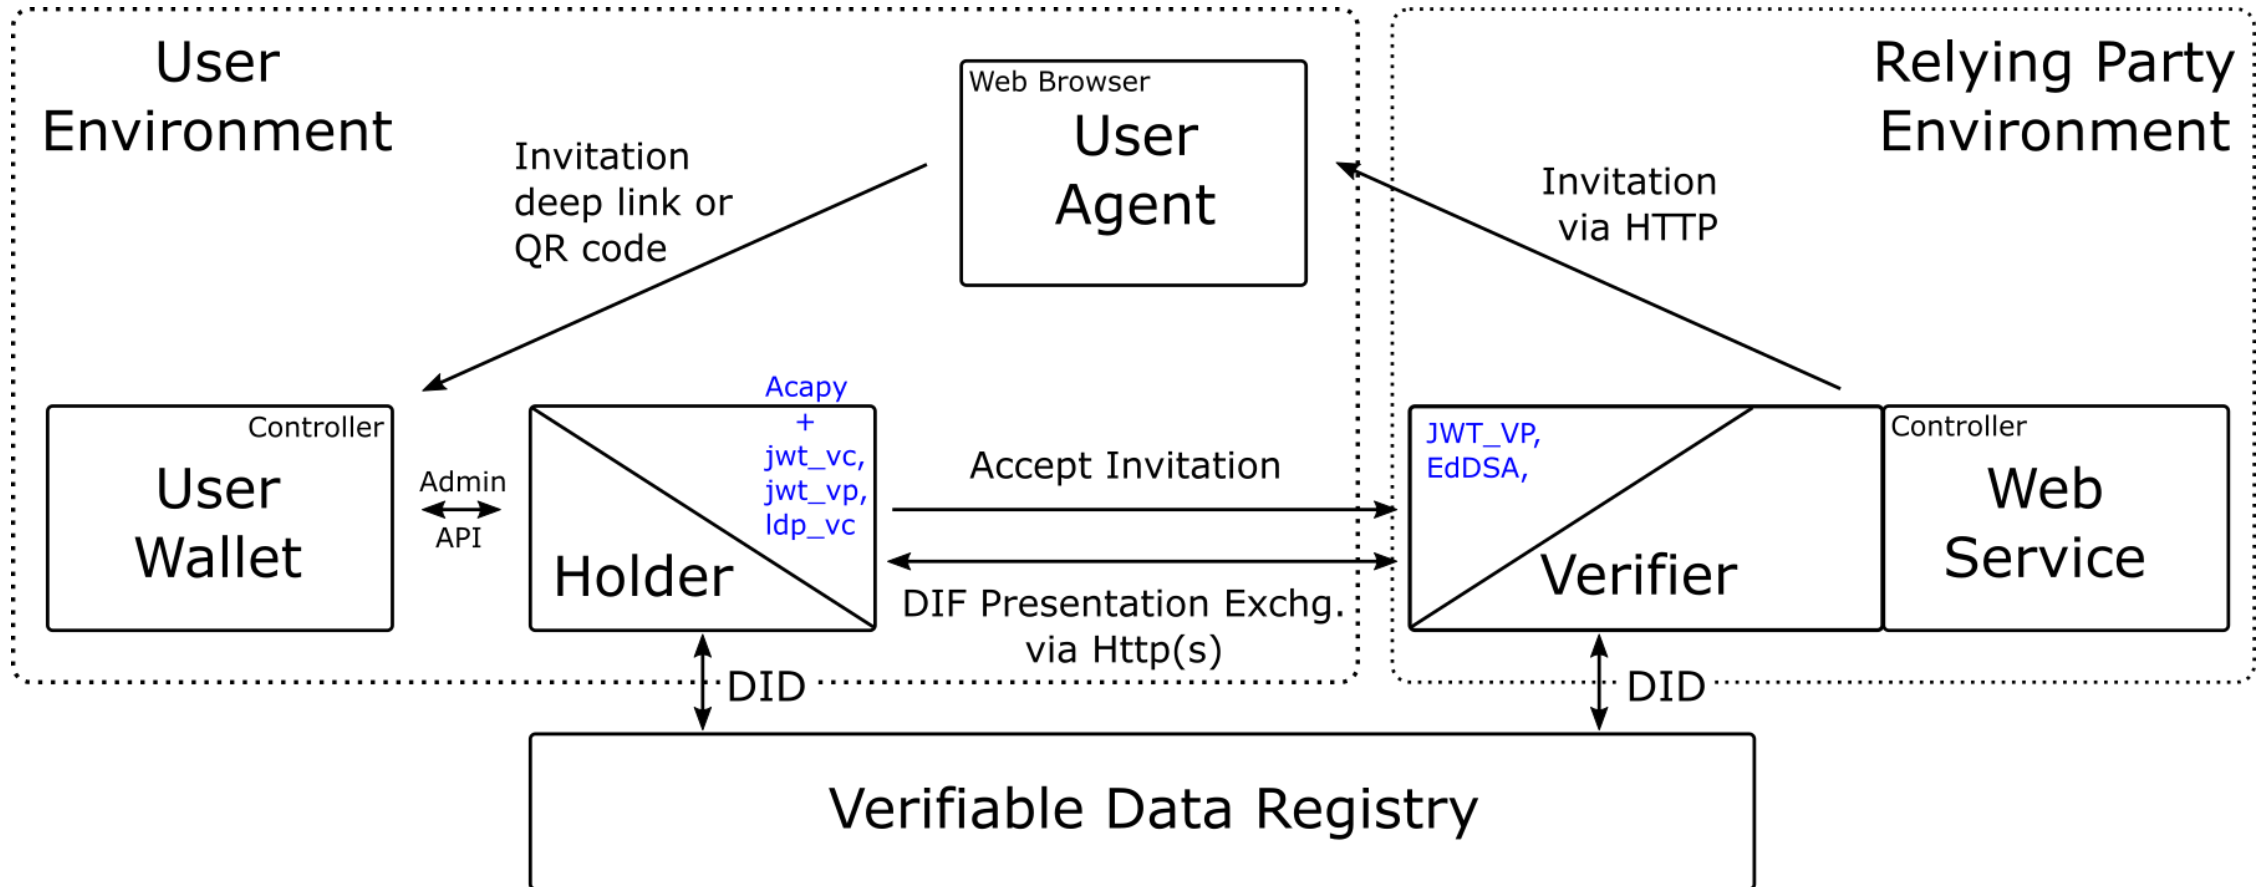 User
Environment
Relying Party
Environment
Web Browser
User
Agent
Invitation
deep link or
QR code
Invitation
via HTTP
Controller
User
Wallet
Admin
API
Acapy
+
jwt_vc,
jwt_vp,
ldp_vc
Holder
Accept Invitation
DIF Presentation Exchg.
via Http(s)
JWT_VP,
EdDSA,
Verifier
Controller
Web
Service
DID
DID
Verifiable Data Registry